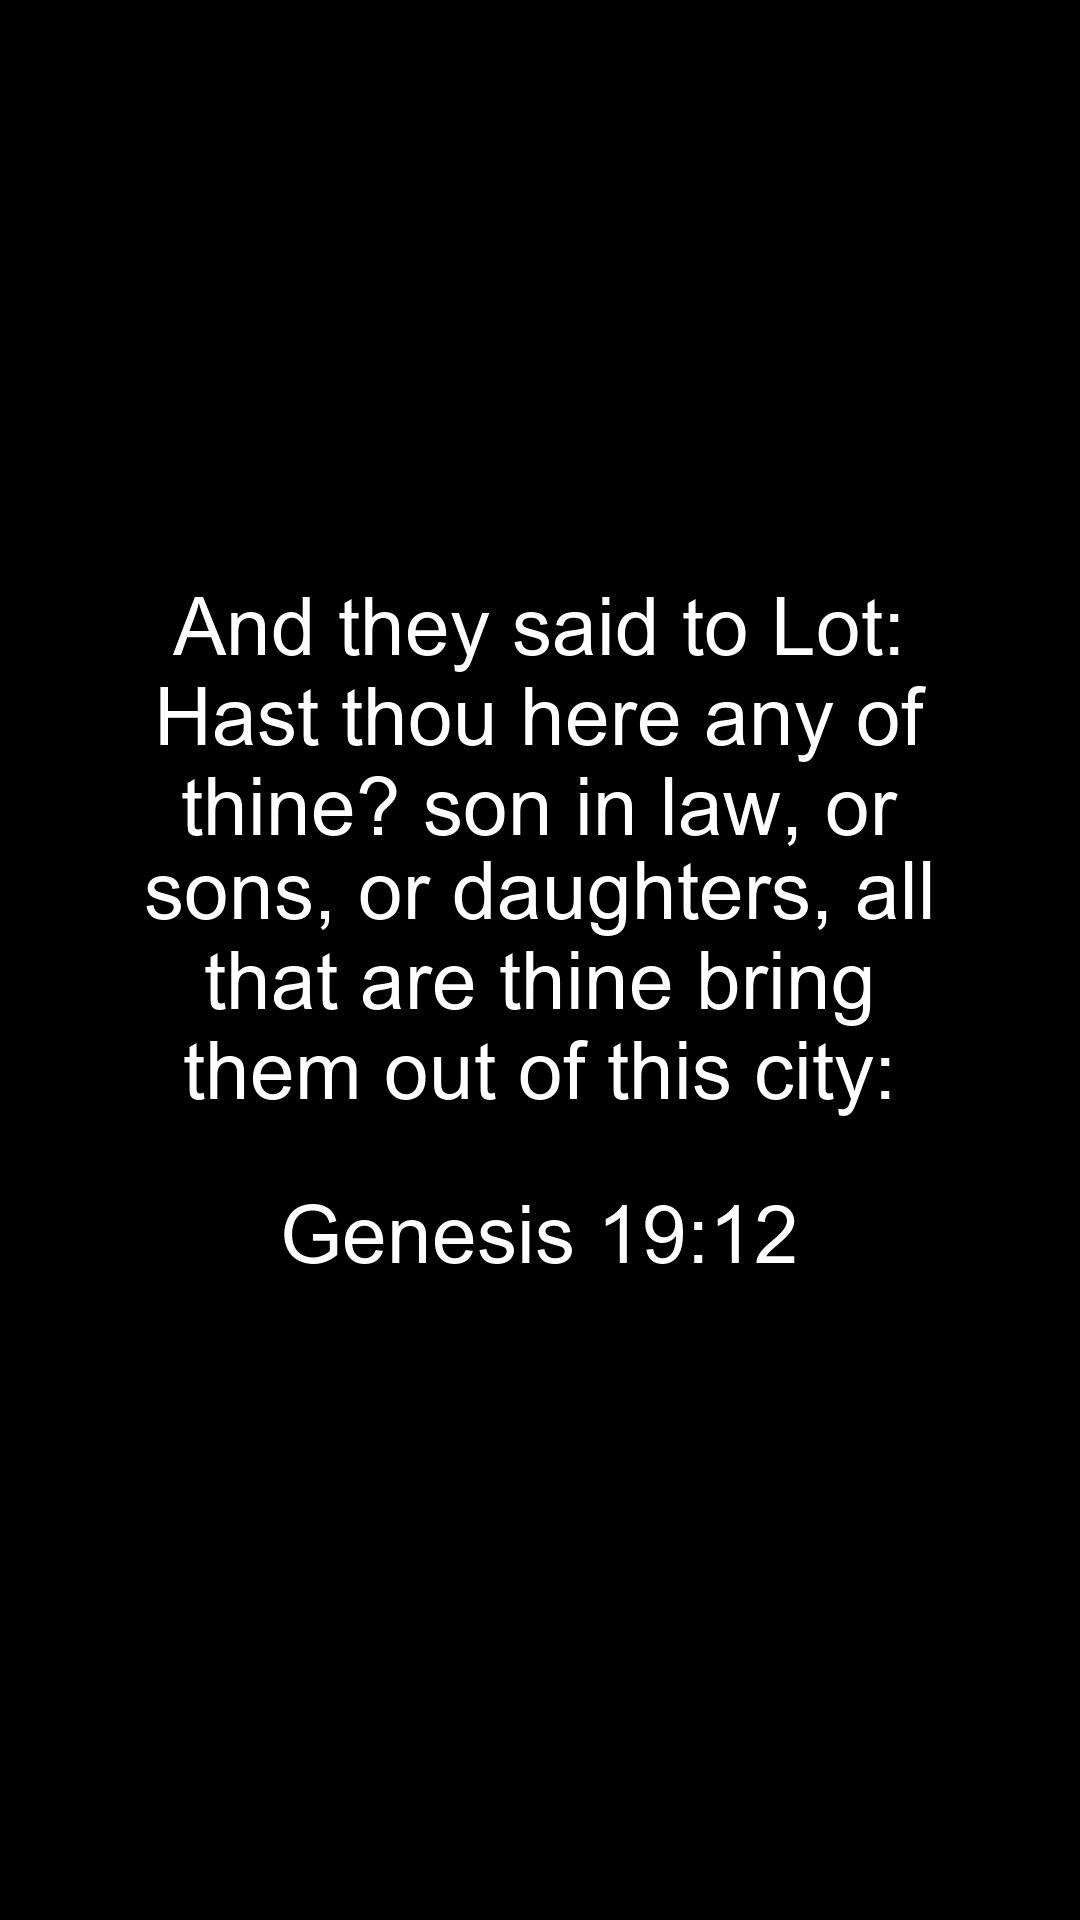 And they said to Lot:
Hast thou here any of
thine? son in law, or
sons, or daughters, all
that are thine bring
them out of this city:
Genesis 19:12